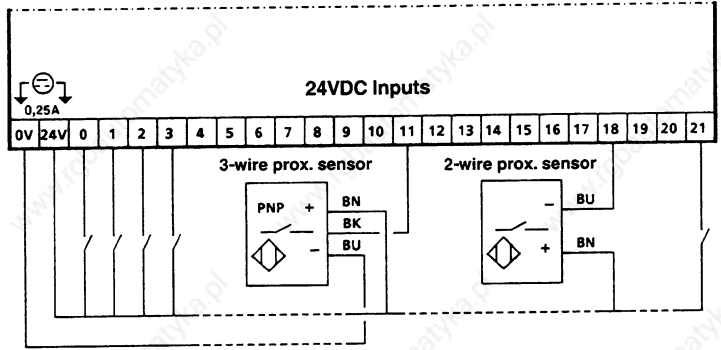 24VDC Inputs
0,25A
0V 24V 0 1 2 3 4 5 6 7 8 9 10 11 12 13 14 15 16 17 18 19 20 21
3-wire prox. sensor
2-wire prox. sensor
PNP + BN
BK
- BU
- BU
+ BN